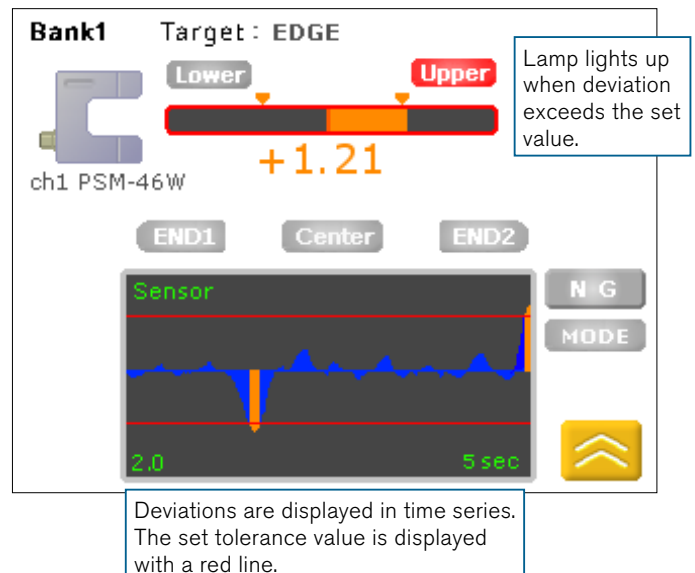 Bank1 Target : EDGE
Lower Upper
+1.21
ch1 PSM-46W
Lamp lights up
when deviation
exceeds the set
value.
END1 Center END2
Sensor
N G
MODE
2.0 5 sec
Deviations are displayed in time series.
The set tolerance value is displayed
with a red line.